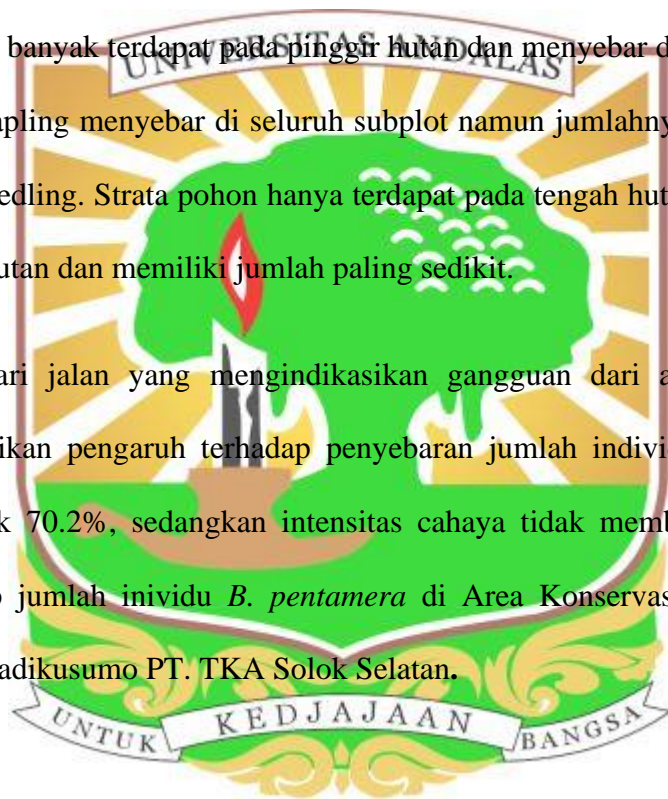 banyak terdapat pada pinggir hutan dan menyebar d
UNIVERSITAS ANDALAS
apling menyebar di seluruh subplot namun jumlahny
edling. Strata pohon hanya terdapat pada tengah hut
utan dan memiliki jumlah paling sedikit.
ari jalan yang mengindikasikan gangguan dari a
ikan pengaruh terhadap penyebaran jumlah indivi
k 70.2%, sedangkan intensitas cahaya tidak memb
jumlah inividu B. pentamera di Area Konservas
adikusumo PT. TKA Solok Selatan.
UNTUK KEDJAJAAN BANGSA